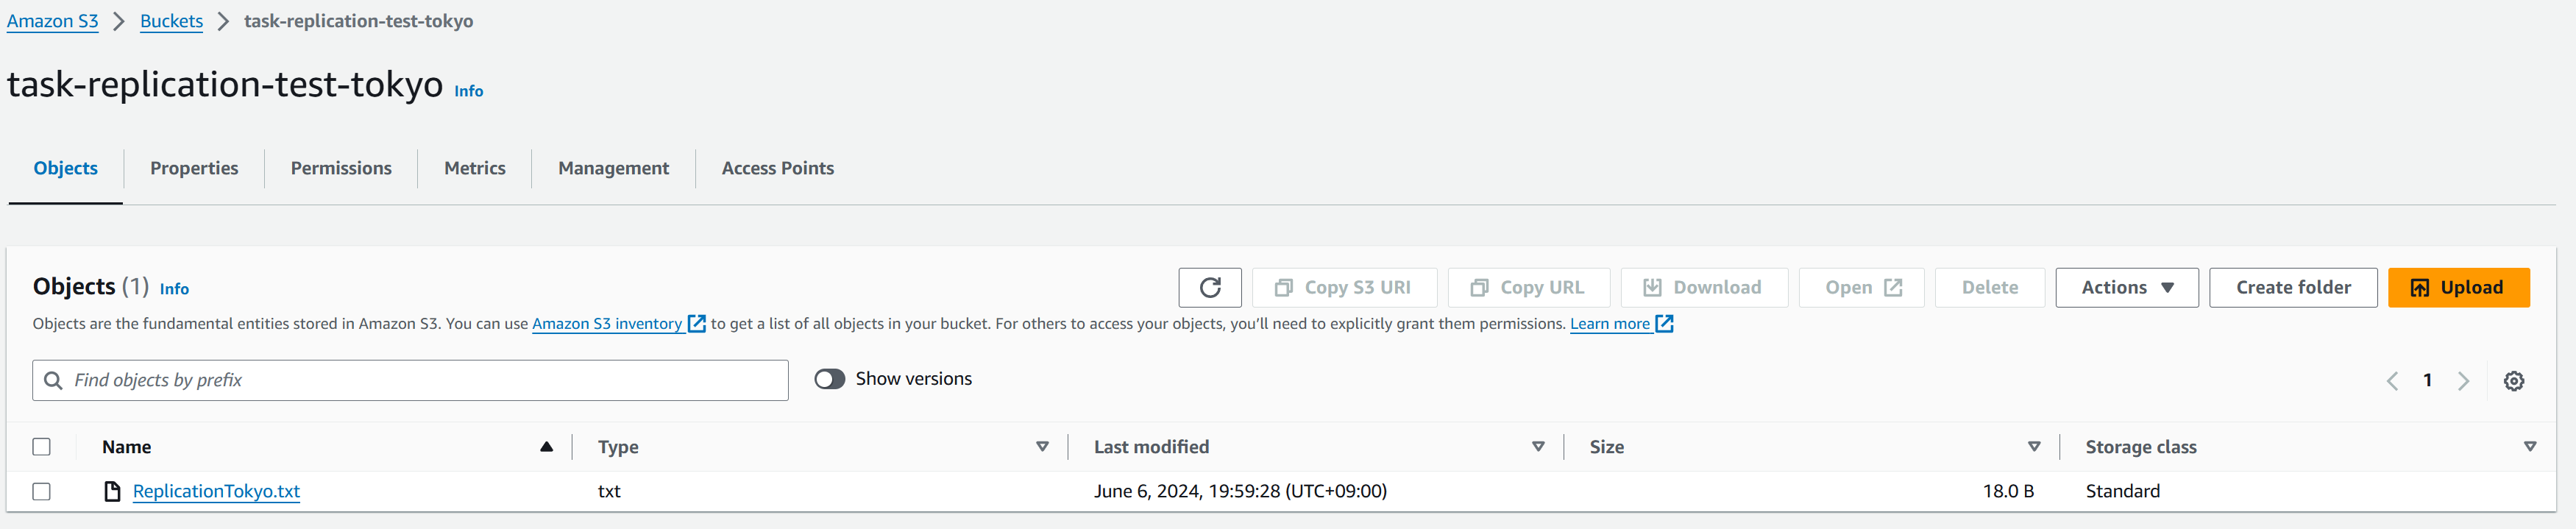 Amazon S3 > Buckets > task-replication-test-tokyo
task-replication-test-tokyo Info
Objects Properties Permissions Metrics Management Access Points
Objects (1) Info
Copy S3 URI Copy URL Download Open Delete Actions Create folder Upload
Objects are the fundamental entities stored in Amazon S3. You can use Amazon S3 inventory to get a list of all objects in your bucket. For others to access your objects, you’ll need to explicitly grant them permissions. Learn more
Find objects by prefix Show versions 1
Name Type Last modified Size Storage class
ReplicationTokyo.txt txt June 6, 2024, 19:59:28 (UTC+09:00) 18.0 B Standard